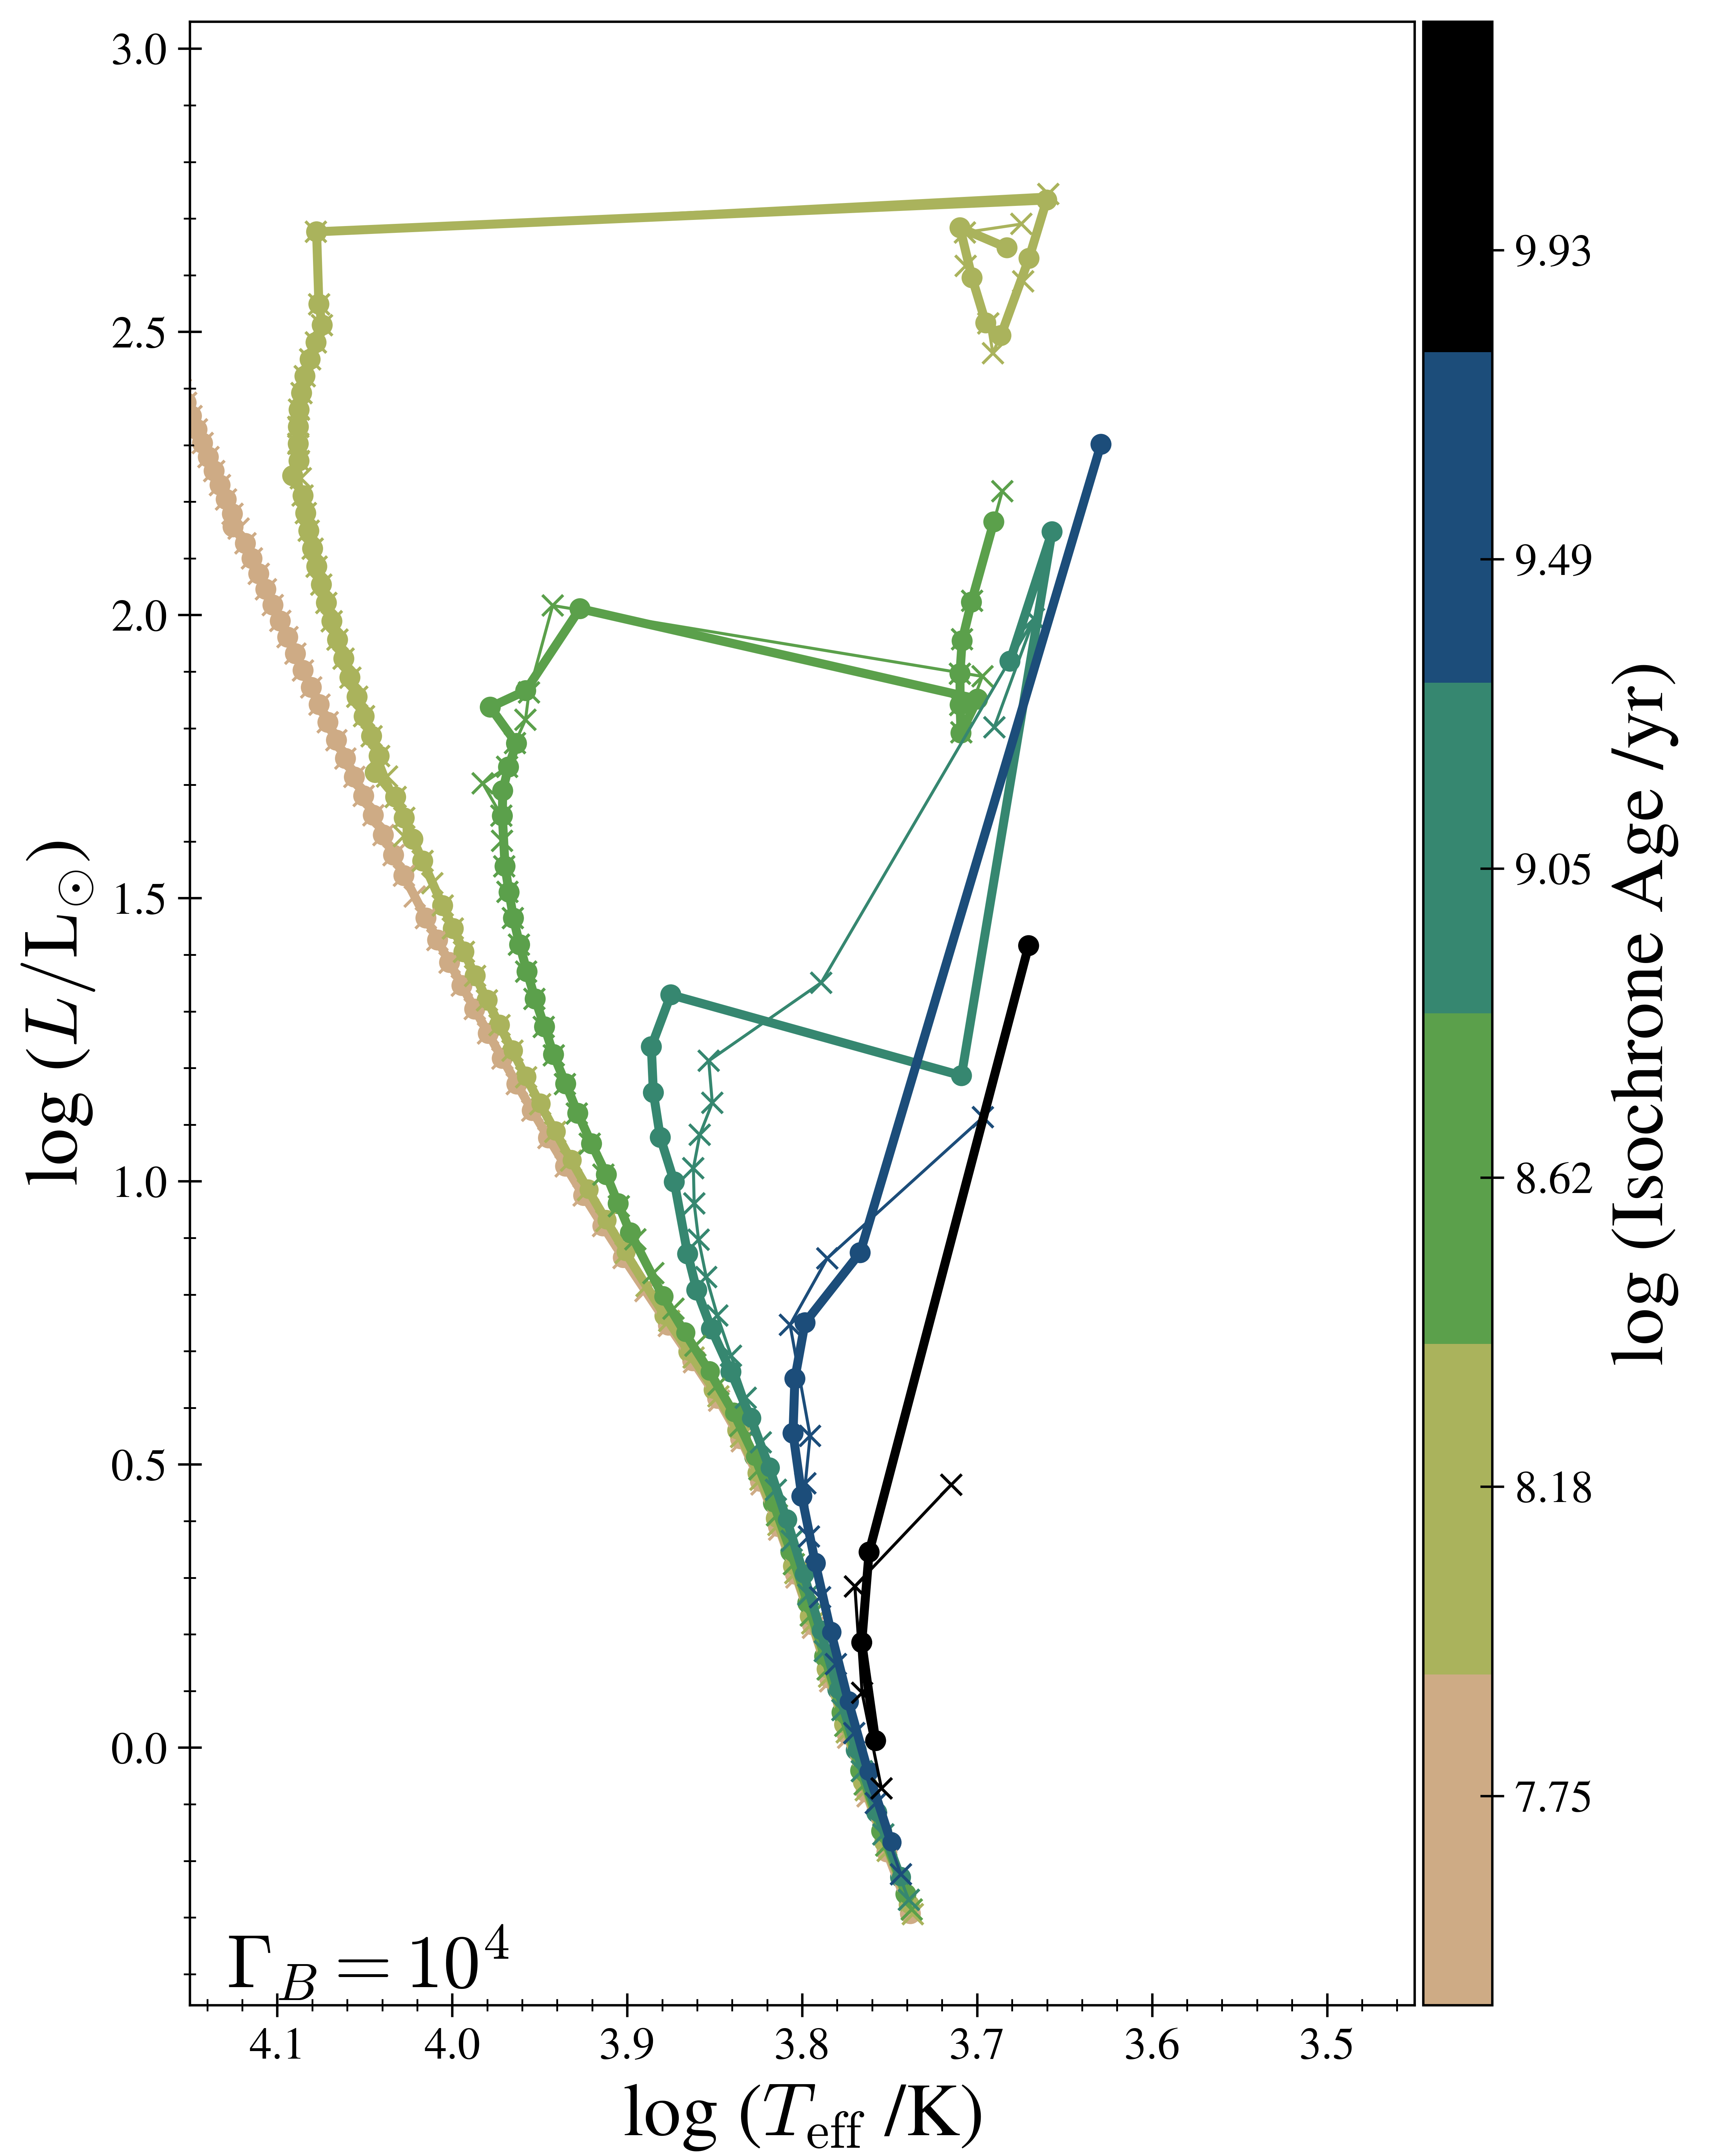 3.0
2.5
2.0
1.5
1.0
0.5
0.0
log (L//L⊙)
Γ_B = 10^4
4.1 4.0 3.9 3.8 3.7 3.6 3.5
log (T_eff /K)
9.93
9.49
9.05
8.62
8.18
7.75
log (Isochrone Age /yr)